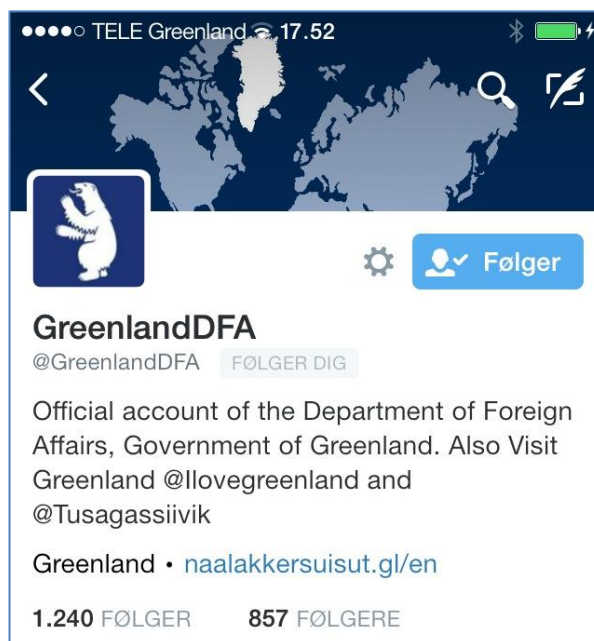 TELE Greenland 17.52
Følger
GreenlandDFA
@GreenlandDFA FØLGER DIG
Official account of the Department of Foreign
Affairs, Government of Greenland. Also Visit
Greenland @Ilovegreenland and
@Tusagassiivik
Greenland • naalakkersuisut.gl/en
1.240 FØLGER 857 FØLGERE